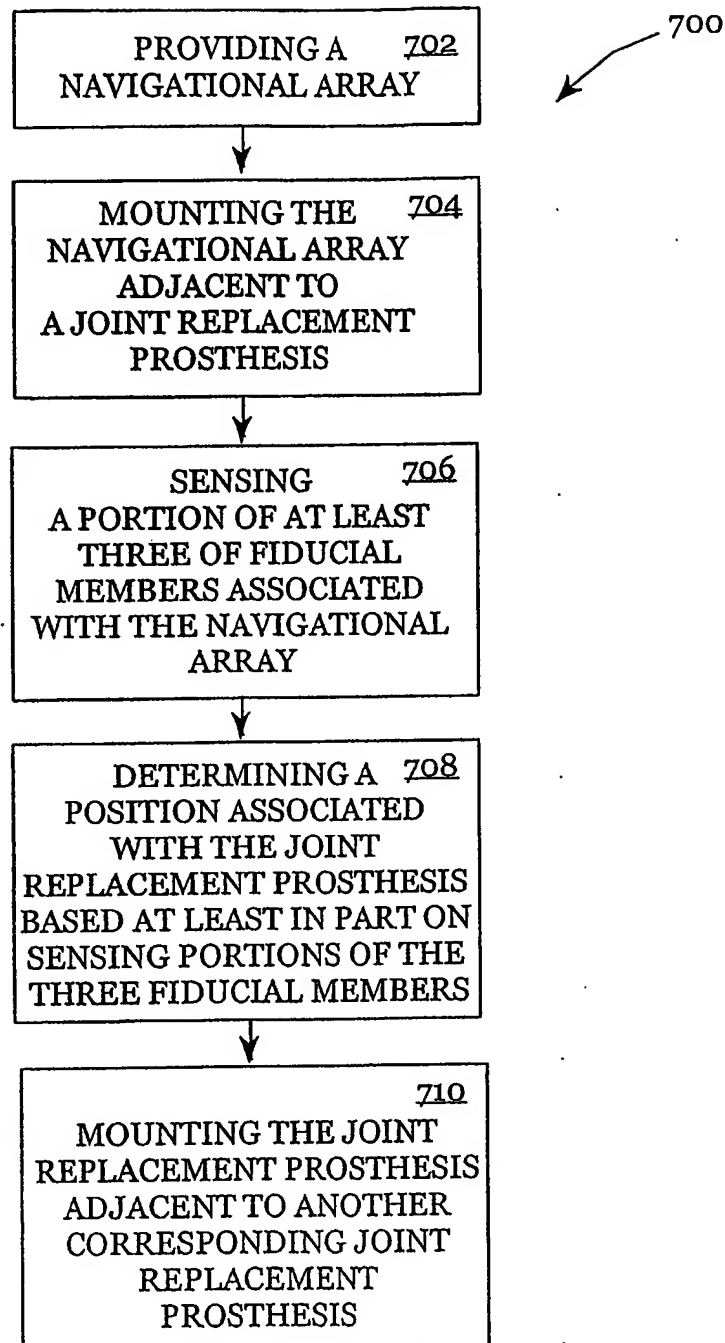 700
PROVIDING A 702
NAVIGATIONAL ARRAY
MOUNTING THE 704
NAVIGATIONAL ARRAY
ADJACENT TO
A JOINT REPLACEMENT
PROSTHESIS
SENSING 706
A PORTION OF AT LEAST
THREE OF FIDUCIAL
MEMBERS ASSOCIATED
WITH THE NAVIGATIONAL
ARRAY
DETERMINING A 708
POSITION ASSOCIATED
WITH THE JOINT
REPLACEMENT PROSTHESIS
BASED AT LEAST IN PART ON
SENSING PORTIONS OF THE
THREE FIDUCIAL MEMBERS
710
MOUNTING THE JOINT
REPLACEMENT PROSTHESIS
ADJACENT TO ANOTHER
CORRESPONDING JOINT
REPLACEMENT
PROSTHESIS